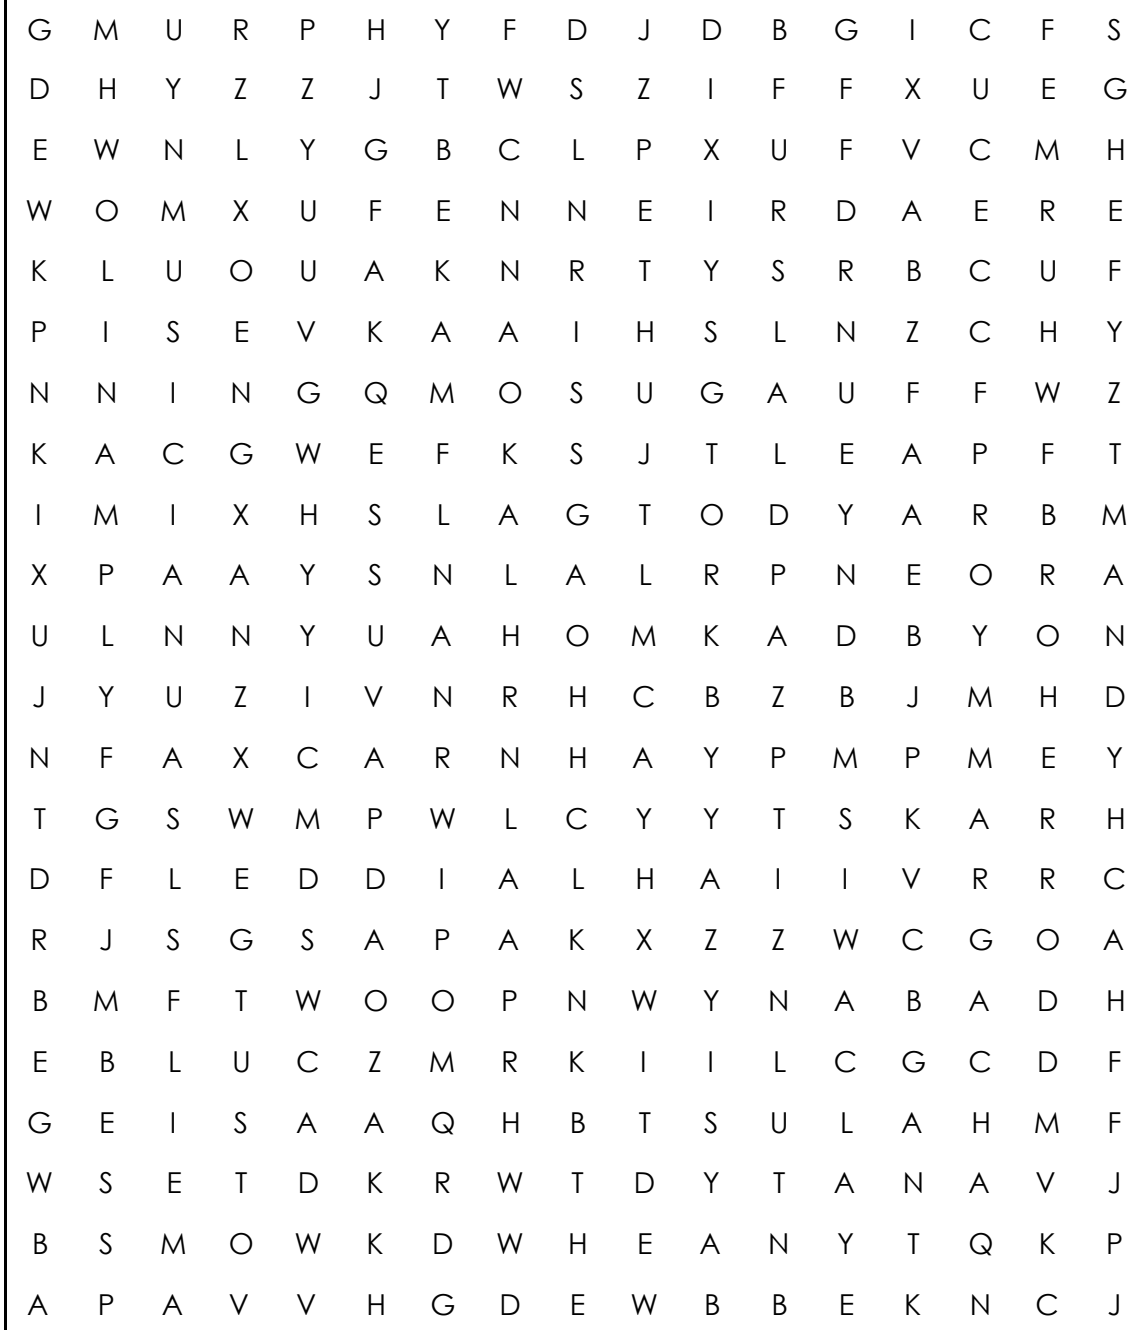 G M U R P H Y F D J D B G I C F S
D H Y Z Z J T W S Z I F F X U E G
E W N L Y G B C L P X U F V C M H
W O M X U F E N N E I R D A E R E
K L U O U A K N R T Y S R B C U F
P I S E V K A A I H S L N Z C H Y
N N I N G Q M O S U G A U F F W Z
K A C G W E F K S J T L E A P F T
I M I X H S L A G T O D Y A R B M
X P A A Y S N L A L R P N E O R A
U L N N Y U A H O M K A D B Y O N
J Y U Z I V N R H C B Z B J M H D
N F A X C A R N H A Y P M P M E Y
T G S W M P W L C Y Y T S K A R H
D F L E D D I A L H A I I V R R C
R J S G S A P A K X Z Z W C G O A
B M F T W O O P N W Y N A B A D H
E B L U C Z M R K I I L C G C D F
G E I S A A Q H B T S U L A H M F
W S E T D K R W T D Y T A N A V J
B S M O W K D W H E A N Y T Q K P
A P A V V H G D E W B B E K N C J